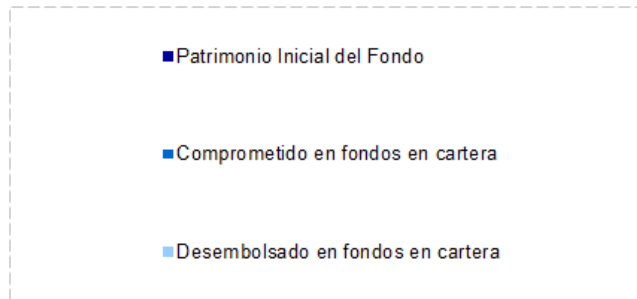 Patrimonio Inicial del Fondo
Comprometido en fondos en cartera
Desembolsado en fondos en cartera